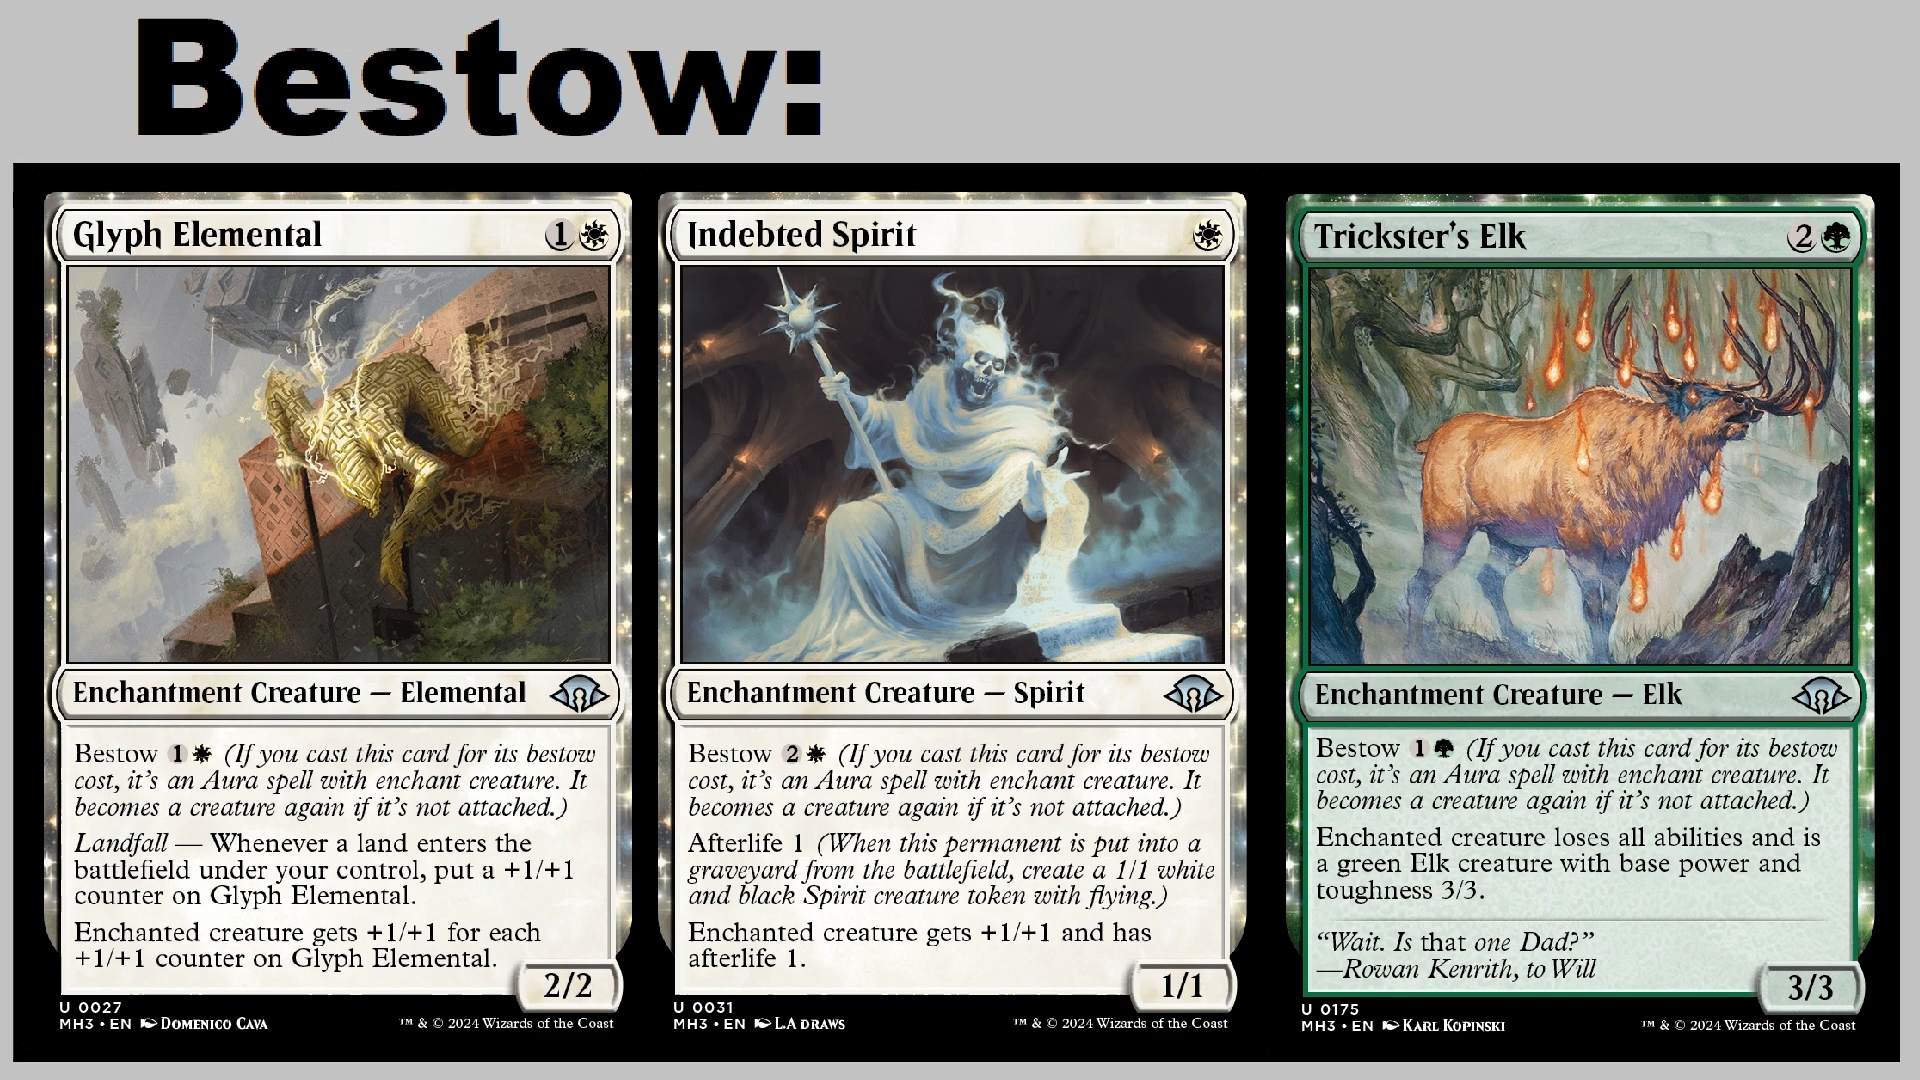 Bestow:
Glyph Elemental 1
Enchantment Creature — Elemental
Bestow 1 (If you cast this card for its bestow
cost, it's an Aura spell with enchant creature. It
becomes a creature again if it's not attached.)
Landfall — Whenever a land enters the
battlefield under your control, put a +1/+1
counter on Glyph Elemental.
Enchanted creature gets +1/+1 for each
+1/+1 counter on Glyph Elemental.
2/2
U 0027
MH3 • EN DOMENICO CAVA
™ & © 2024 Wizards of the Coast
Indebted Spirit
Enchantment Creature — Spirit
Bestow 2 (If you cast this card for its bestow
cost, it's an Aura spell with enchant creature. It
becomes a creature again if it's not attached.)
Afterlife 1 (When this permanent is put into a
graveyard from the battlefield, create a 1/1 white
and black Spirit creature token with flying.)
Enchanted creature gets +1/+1 and has
afterlife 1.
1/1
U 0031
MH3 • EN L.A DRAWS
™ & © 2024 Wizards of the Coast
Trickster's Elk 2
Enchantment Creature — Elk
Bestow 1 (If you cast this card for its bestow
cost, it's an Aura spell with enchant creature. It
becomes a creature again if it's not attached.)
Enchanted creature loses all abilities and is
a green Elk creature with base power and
toughness 3/3.
“Wait. Is that one Dad?”
—Rowan Kenrith, to Will
3/3
U 0175
MH3 • EN KARL KOPINSKI
™ & © 2024 Wizards of the Coast